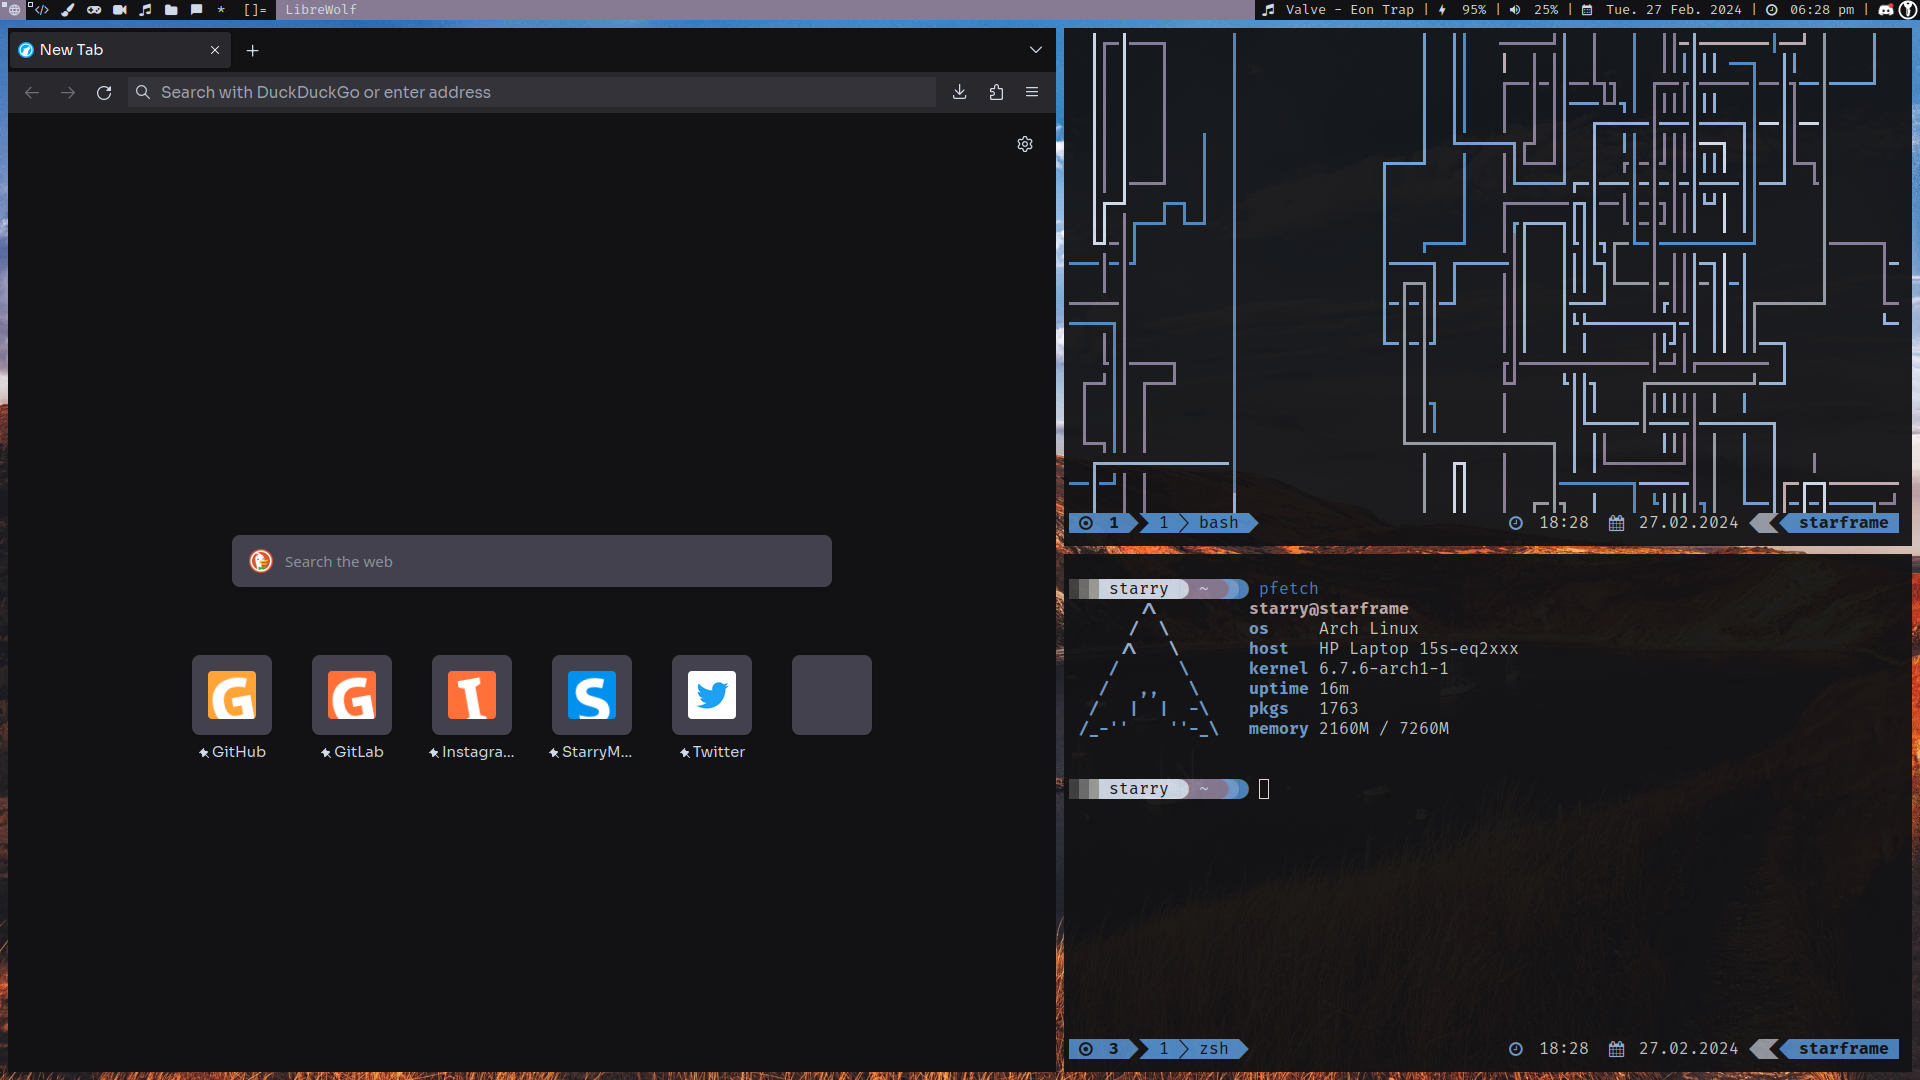 []= LibreWolf
Valve - Eon Trap | 95% | 25% | Tue. 27 Feb. 2024 | 06:28 pm |
New Tab
Search with DuckDuckGo or enter address
Search the web
GitHub GitLab Instagra... StarryM... Twitter
1 1 bash 18:28 27.02.2024 starframe
starry ~ pfetch
starry@starframe
os Arch Linux
host HP Laptop 15s-eq2xxx
kernel 6.7.6-arch1-1
uptime 16m
pkgs 1763
memory 2160M / 7260M
starry ~
3 1 zsh 18:28 27.02.2024 starframe